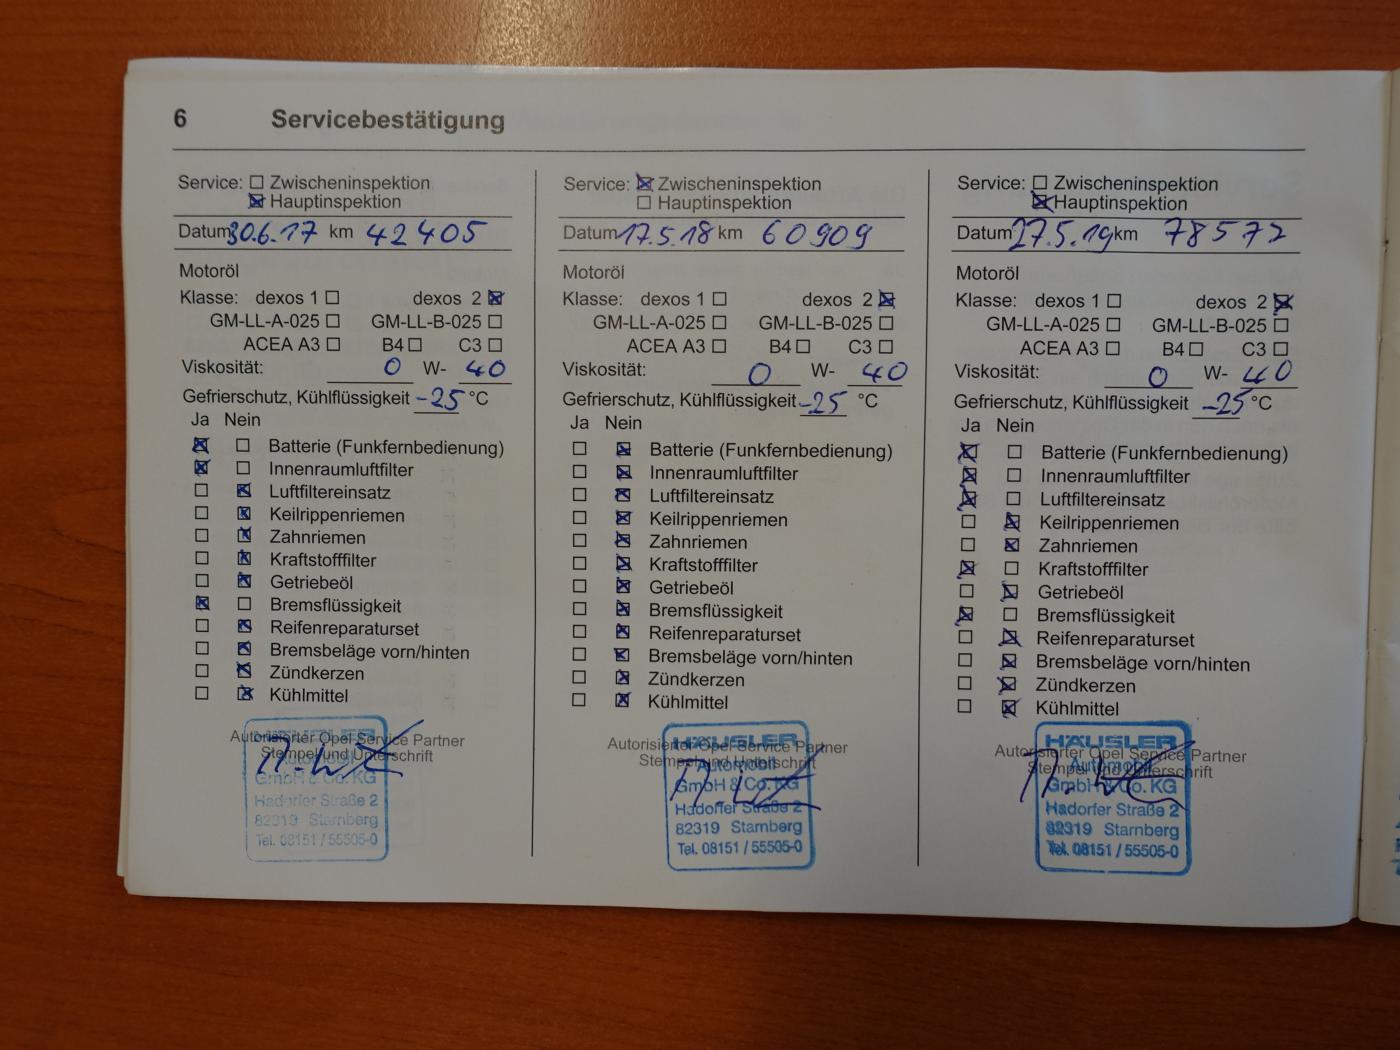 6 Servicebestätigung
Service: ☐ Zwischeninspektion
☒ Hauptinspektion
Datum 30.6.17 km 42405
Motoröl
Klasse: dexos 1 ☐ dexos 2 ☒
GM-LL-A-025 ☐ GM-LL-B-025 ☐
ACEA A3 ☐ B4 ☐ C3 ☐
Viskosität: 0 W- 40
Gefrierschutz, Kühlflüssigkeit -25 °C
Ja Nein
☒ ☐ Batterie (Funkfernbedienung)
☒ ☐ Innenraumluftfilter
☐ ☒ Luftfiltereinsatz
☐ ☒ Keilrippenriemen
☐ ☒ Zahnriemen
☐ ☒ Kraftstofffilter
☐ ☒ Getriebeöl
☒ ☐ Bremsflüssigkeit
☐ ☒ Reifenreparaturset
☐ ☒ Bremsbeläge vorn/hinten
☐ ☒ Zündkerzen
☐ ☒ Kühlmittel
Autorisierter Opel Service Partner
Stempel und Unterschrift
HÄUSLER
Automobil
GmbH & Co. KG
Hadorfer Straße 2
82319 Starnberg
Tel. 08151 / 55505-0
Service: ☒ Zwischeninspektion
☐ Hauptinspektion
Datum 17.5.18 km 60909
Motoröl
Klasse: dexos 1 ☐ dexos 2 ☒
GM-LL-A-025 ☐ GM-LL-B-025 ☐
ACEA A3 ☐ B4 ☐ C3 ☐
Viskosität: 0 W- 40
Gefrierschutz, Kühlflüssigkeit -25 °C
Ja Nein
☐ ☒ Batterie (Funkfernbedienung)
☐ ☒ Innenraumluftfilter
☐ ☒ Luftfiltereinsatz
☐ ☒ Keilrippenriemen
☐ ☒ Zahnriemen
☐ ☒ Kraftstofffilter
☐ ☒ Getriebeöl
☐ ☒ Bremsflüssigkeit
☐ ☒ Reifenreparaturset
☐ ☒ Bremsbeläge vorn/hinten
☐ ☒ Zündkerzen
☐ ☒ Kühlmittel
Autorisierter Opel Service Partner
Stempel und Unterschrift
HÄUSLER
Automobil
GmbH & Co. KG
Hadorfer Straße 2
82319 Starnberg
Tel. 08151 / 55505-0
Service: ☐ Zwischeninspektion
☒ Hauptinspektion
Datum 27.5.19 km 78572
Motoröl
Klasse: dexos 1 ☐ dexos 2 ☒
GM-LL-A-025 ☐ GM-LL-B-025 ☐
ACEA A3 ☐ B4 ☐ C3 ☐
Viskosität: 0 W- 40
Gefrierschutz, Kühlflüssigkeit -25 °C
Ja Nein
☒ ☐ Batterie (Funkfernbedienung)
☒ ☐ Innenraumluftfilter
☒ ☐ Luftfiltereinsatz
☐ ☒ Keilrippenriemen
☐ ☒ Zahnriemen
☒ ☐ Kraftstofffilter
☐ ☒ Getriebeöl
☒ ☐ Bremsflüssigkeit
☐ ☒ Reifenreparaturset
☐ ☒ Bremsbeläge vorn/hinten
☐ ☒ Zündkerzen
☐ ☒ Kühlmittel
Autorisierter Opel Service Partner
Stempel und Unterschrift
HÄUSLER
Automobil
GmbH & Co. KG
Hadorfer Straße 2
82319 Starnberg
Tel. 08151 / 55505-0